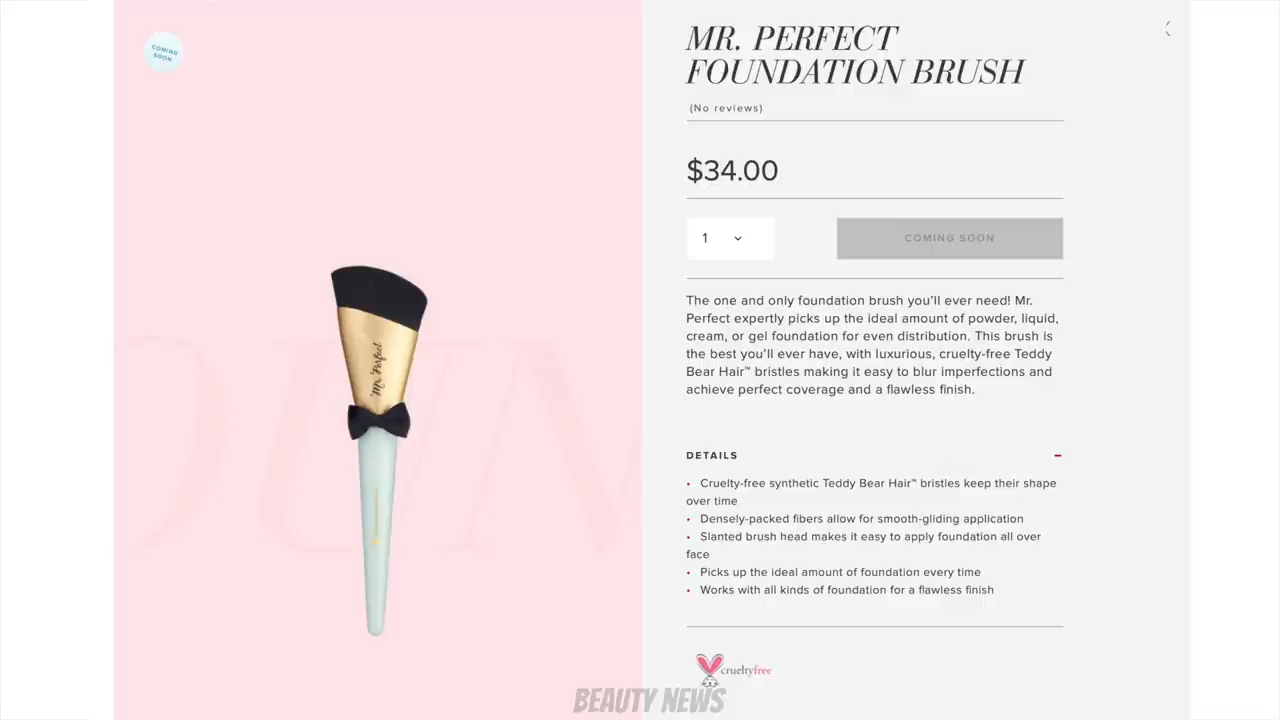 COMING
SOON
MR. PERFECT
FOUNDATION BRUSH
(No reviews)
$34.00
1
COMING SOON
The one and only foundation brush you’ll ever need! Mr.
Perfect expertly picks up the ideal amount of powder, liquid,
cream, or gel foundation for even distribution. This brush is
the best you’ll ever have, with luxurious, cruelty-free Teddy
Bear Hair™ bristles making it easy to blur imperfections and
achieve perfect coverage and a flawless finish.
Mr. Perfect
DETAILS
• Cruelty-free synthetic Teddy Bear Hair™ bristles keep their shape
over time
• Densely-packed fibers allow for smooth-gliding application
• Slanted brush head makes it easy to apply foundation all over
face
• Picks up the ideal amount of foundation every time
• Works with all kinds of foundation for a flawless finish
crueltyfree
BEAUTY NEWS